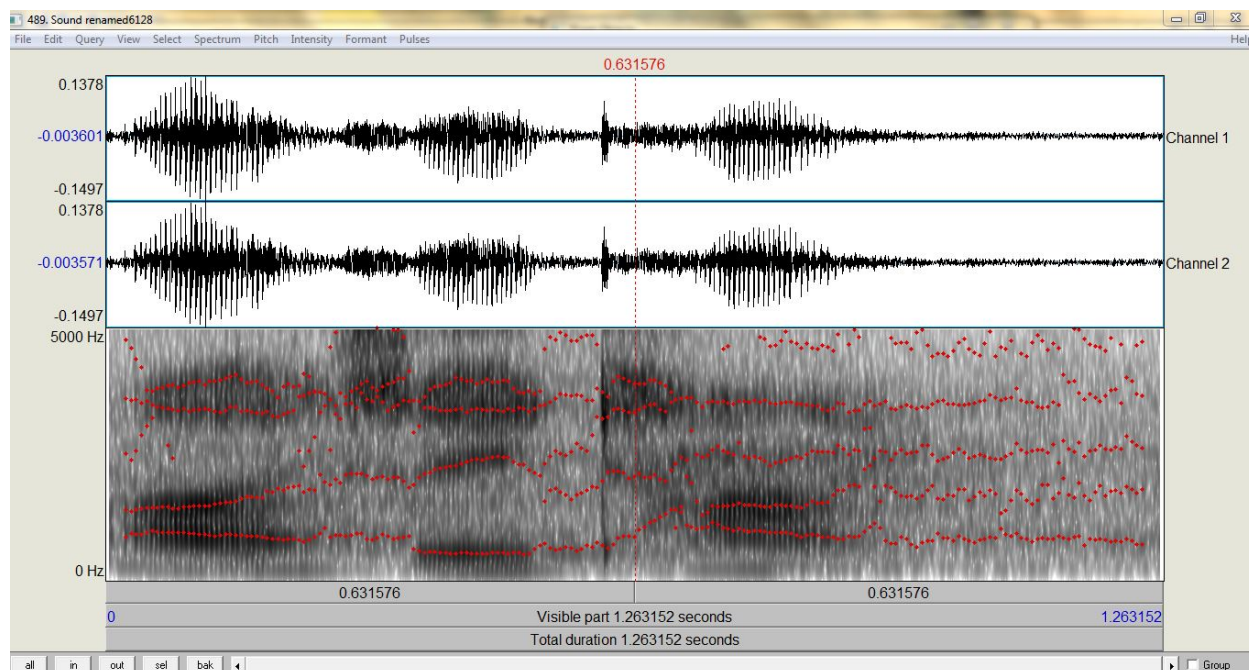 489. Sound renamed6128
File Edit Query View Select Spectrum Pitch Intensity Formant Pulses Help
0.631576
0.1378
-0.003601
Channel 1
-0.1497
0.1378
-0.003571
Channel 2
-0.1497
5000 Hz
0 Hz
0.631576 0.631576
0 Visible part 1.263152 seconds 1.263152
Total duration 1.263152 seconds
all in out sel bak Group